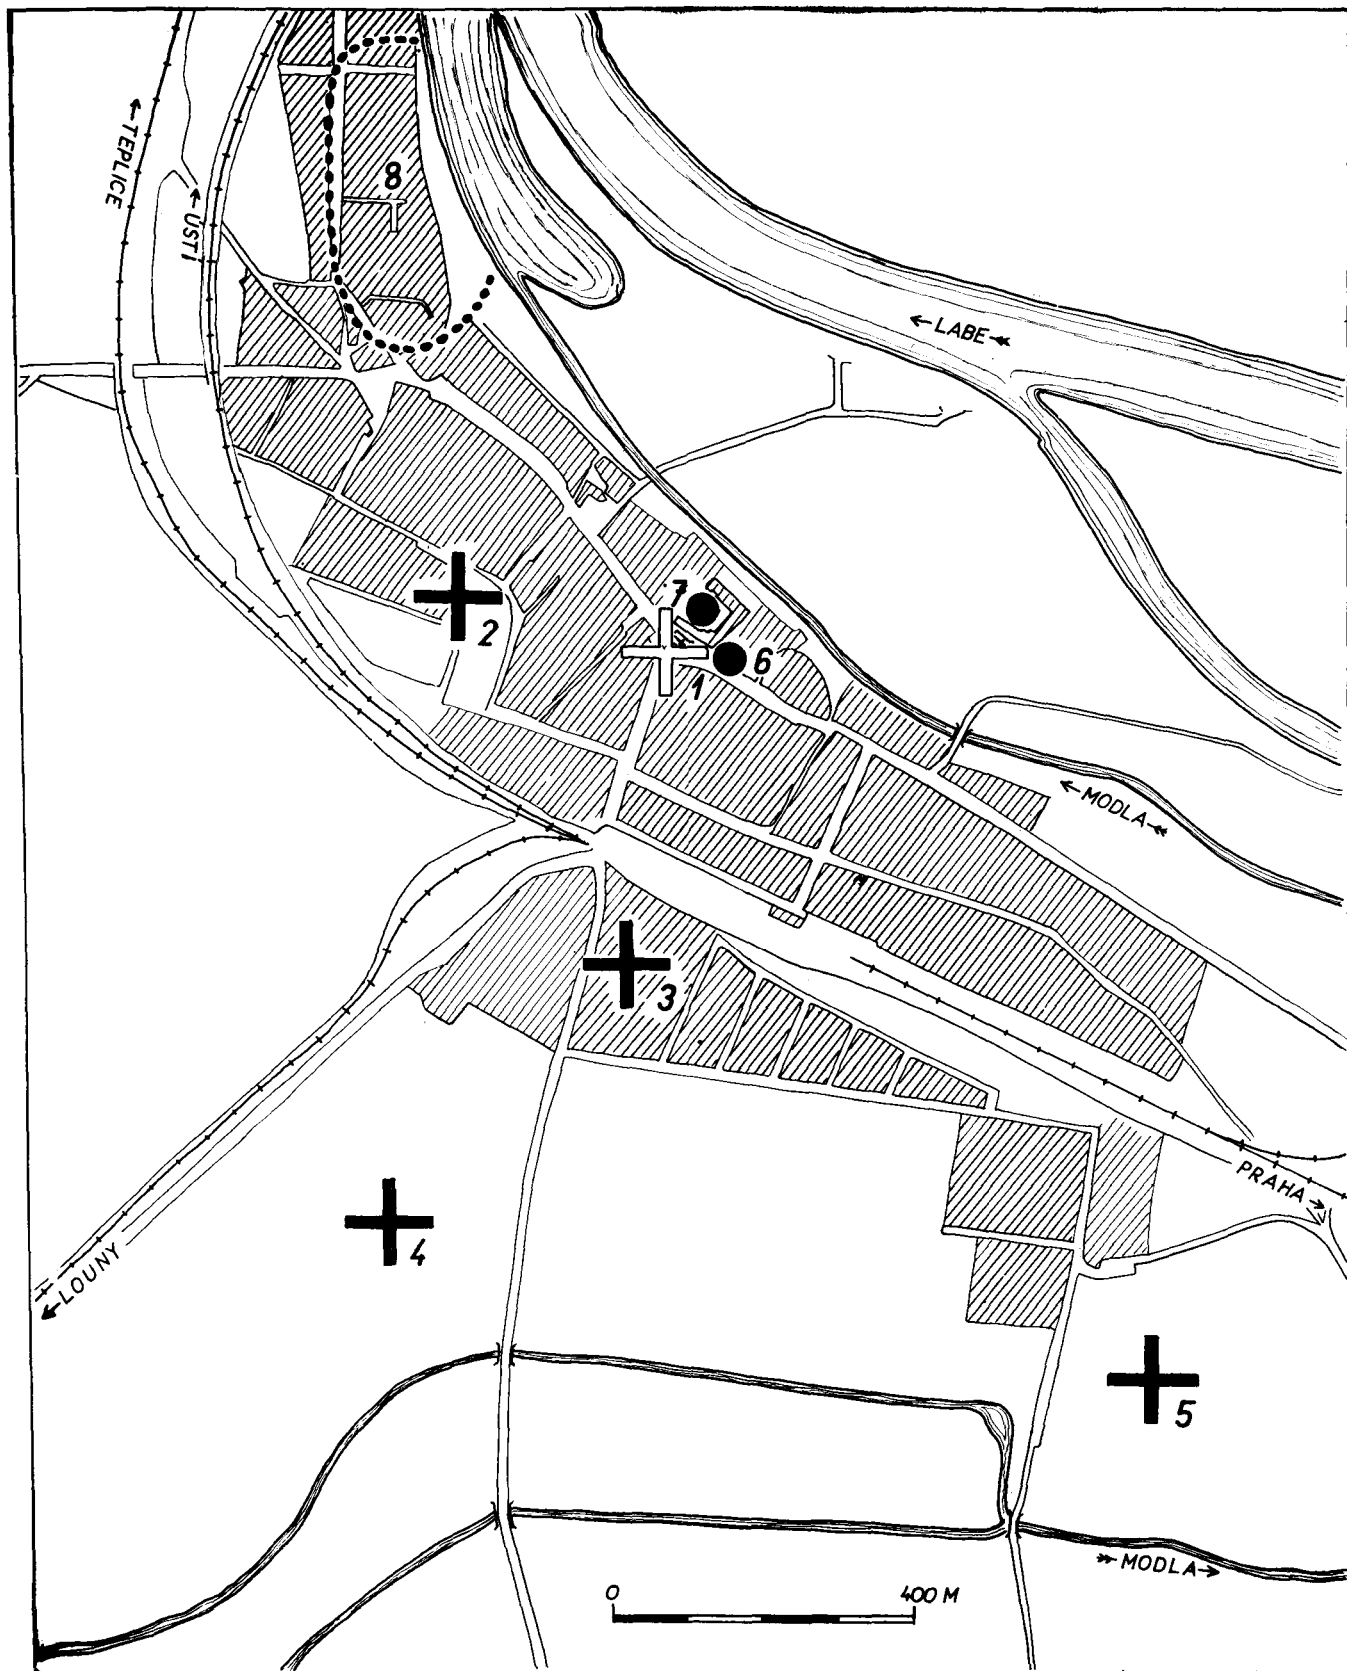 ←TEPLICE
←ÚSTÍ
8
←LABE↞
7
6
1
2
←MODLA↞
3
PRAHA→
4
←LOUNY
5
↠MODLA→
0 400 M